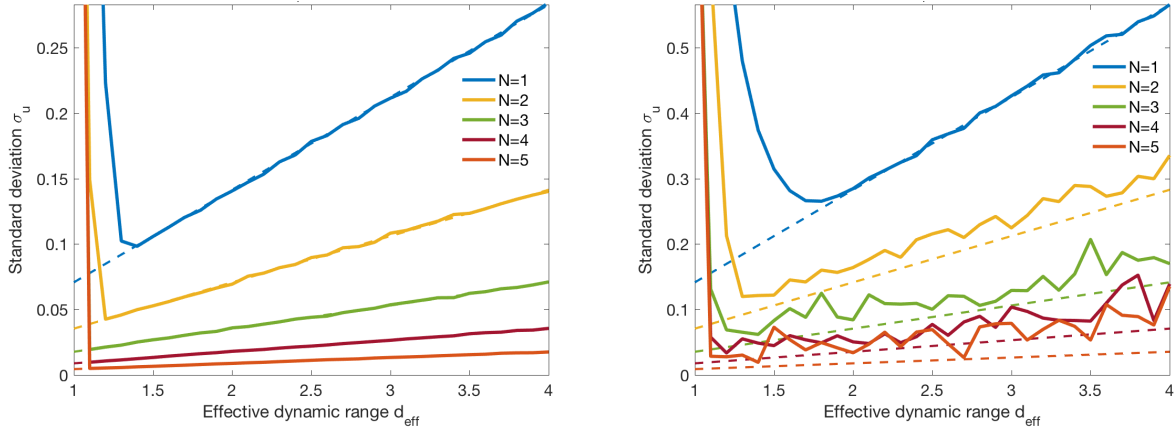 0.25
0.2
0.15
0.1
0.05
0
1
1.5
2
2.5
3
3.5
4
Standard deviation σu
Effective dynamic range deff
N=1
N=2
N=3
N=4
N=5
0.5
0.4
0.3
0.2
0.1
0
1
1.5
2
2.5
3
3.5
4
Standard deviation σu
Effective dynamic range deff
N=1
N=2
N=3
N=4
N=5